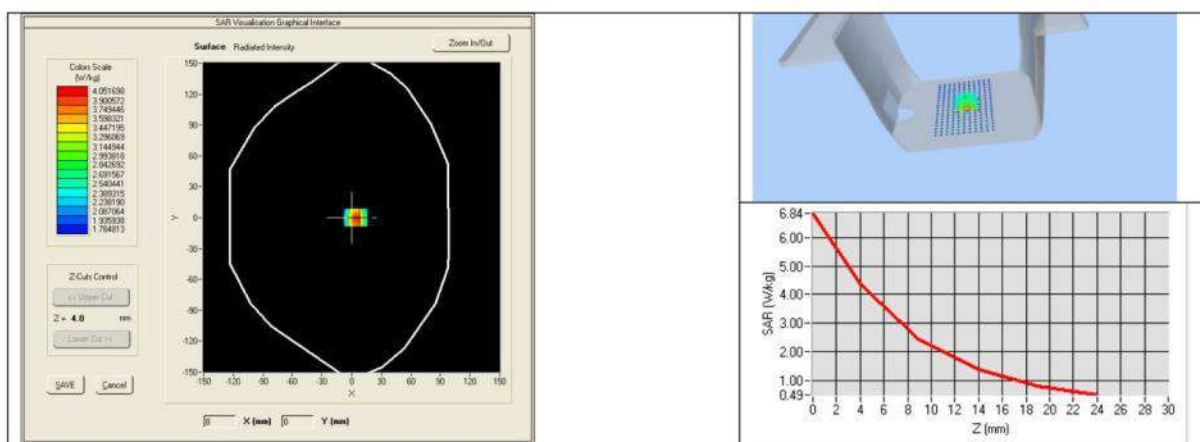 SAR Visualisation Graphical Interface
Surface Radiated Intensity
Zoom In/Out
Colors Scale
(W/kg)
4.051698
3.900572
3.749446
3.598321
3.447195
3.296069
3.144944
2.993818
2.842692
2.691567
2.540441
2.389315
2.238190
2.087064
1.935938
1.784813
Z-Cuts Control
<< Upper Cut
Z = 4.0 mm
Lower Cut >>
SAVE Cancel
150
120
90
60
30
0
-30
-60
-90
-120
-150
Y
-150 -120 -90 -60 -30 0 30 60 90 120 150
X
0 X (mm) 0 Y (mm)
6.84
6.00
5.00
4.00
3.00
2.00
1.00
0.49
SAR (W/kg)
0 2 4 6 8 10 12 14 16 18 20 22 24 26 28 30
Z (mm)